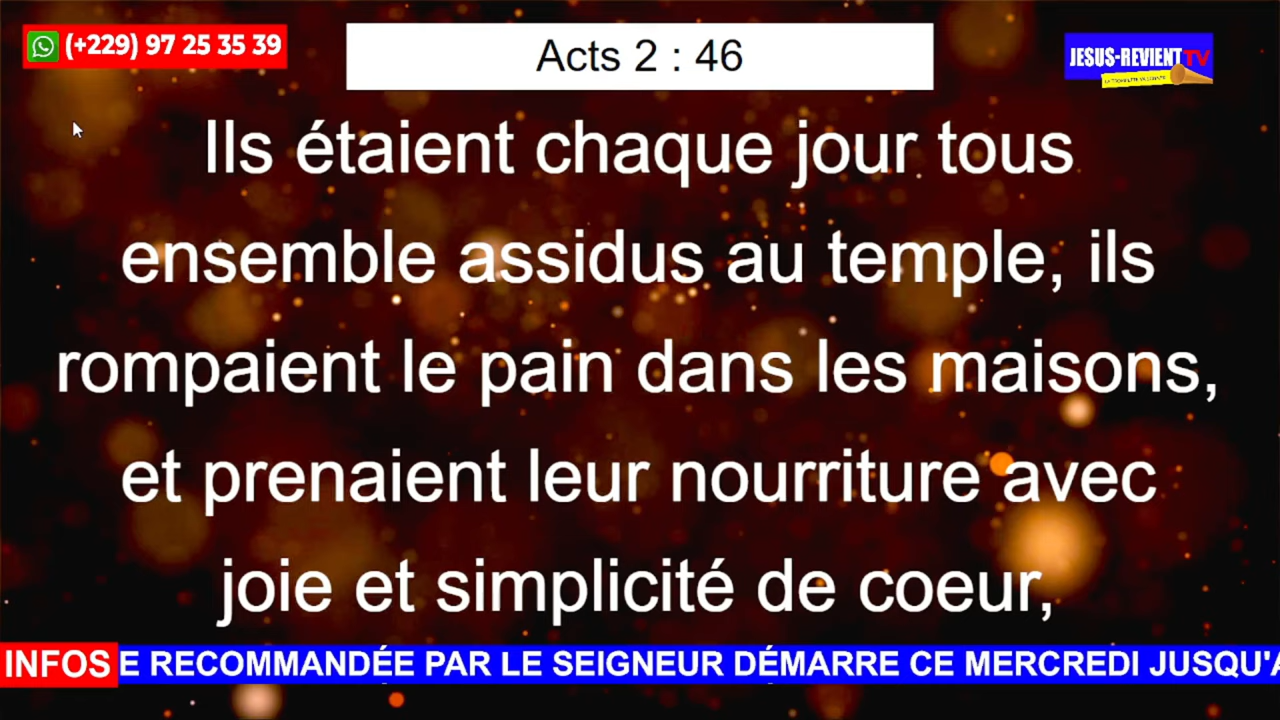 (+229) 97 25 35 39
Acts 2 : 46
JESUS-REVIENT TV
Ils étaient chaque jour tous
ensemble assidus au temple, ils
rompaient le pain dans les maisons,
et prenaient leur nourriture avec
joie et simplicité de coeur,
INFOS E RECOMMANDÉE PAR LE SEIGNEUR DÉMARRE CE MERCREDI JUSQU'A